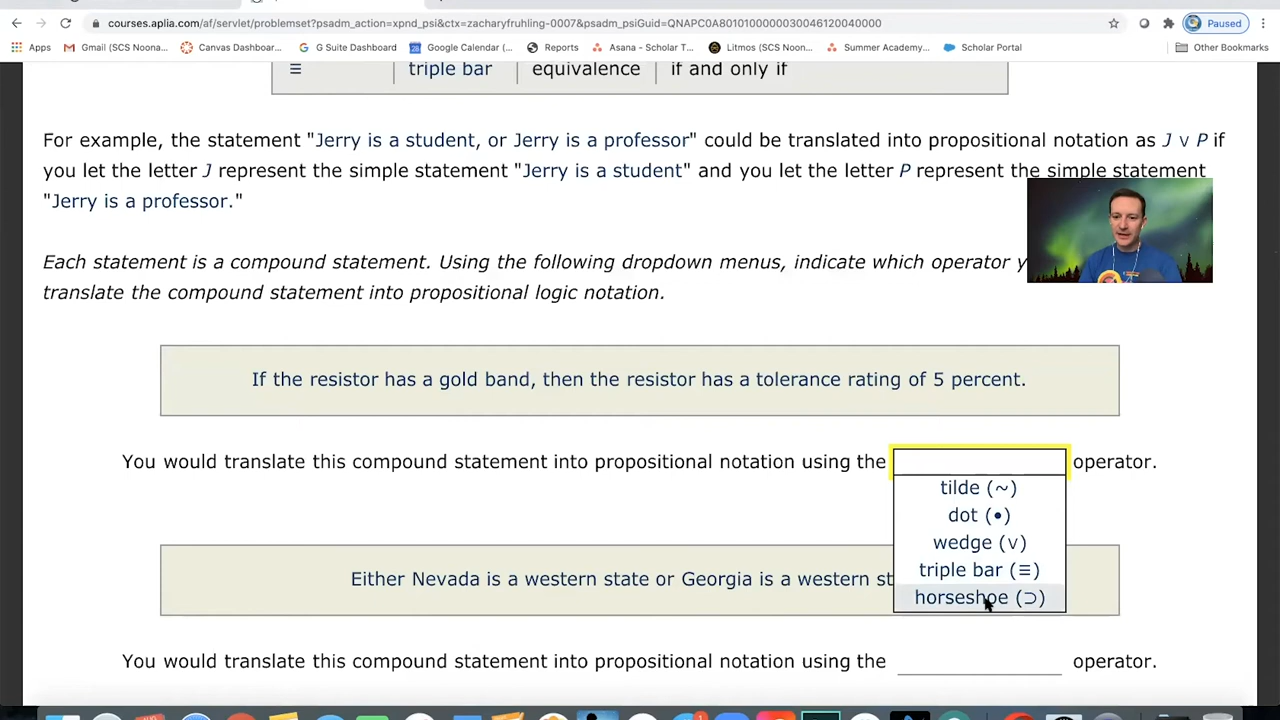 courses.aplia.com/af/servlet/problemset?psadm_action=xpnd_psi&ctx=zacharyfruhling-0007&psadm_psiGuid=QNAPC0A80101000000030046120040000
Paused
Apps Gmail (SCS Noona... Canvas Dashboar... G Suite Dashboard Google Calendar (... Reports Asana - Scholar T... Litmos (SCS Noon... Summer Academy... Scholar Portal Other Bookmarks
≡ triple bar equivalence if and only if
For example, the statement "Jerry is a student, or Jerry is a professor" could be translated into propositional notation as J v P if
you let the letter J represent the simple statement "Jerry is a student" and you let the letter P represent the simple statement
"Jerry is a professor."
Each statement is a compound statement. Using the following dropdown menus, indicate which operator y
translate the compound statement into propositional logic notation.
If the resistor has a gold band, then the resistor has a tolerance rating of 5 percent.
You would translate this compound statement into propositional notation using the operator.
tilde (~)
dot (•)
wedge (v)
triple bar (≡)
horseshoe (⊃)
Either Nevada is a western state or Georgia is a western st
You would translate this compound statement into propositional notation using the operator.